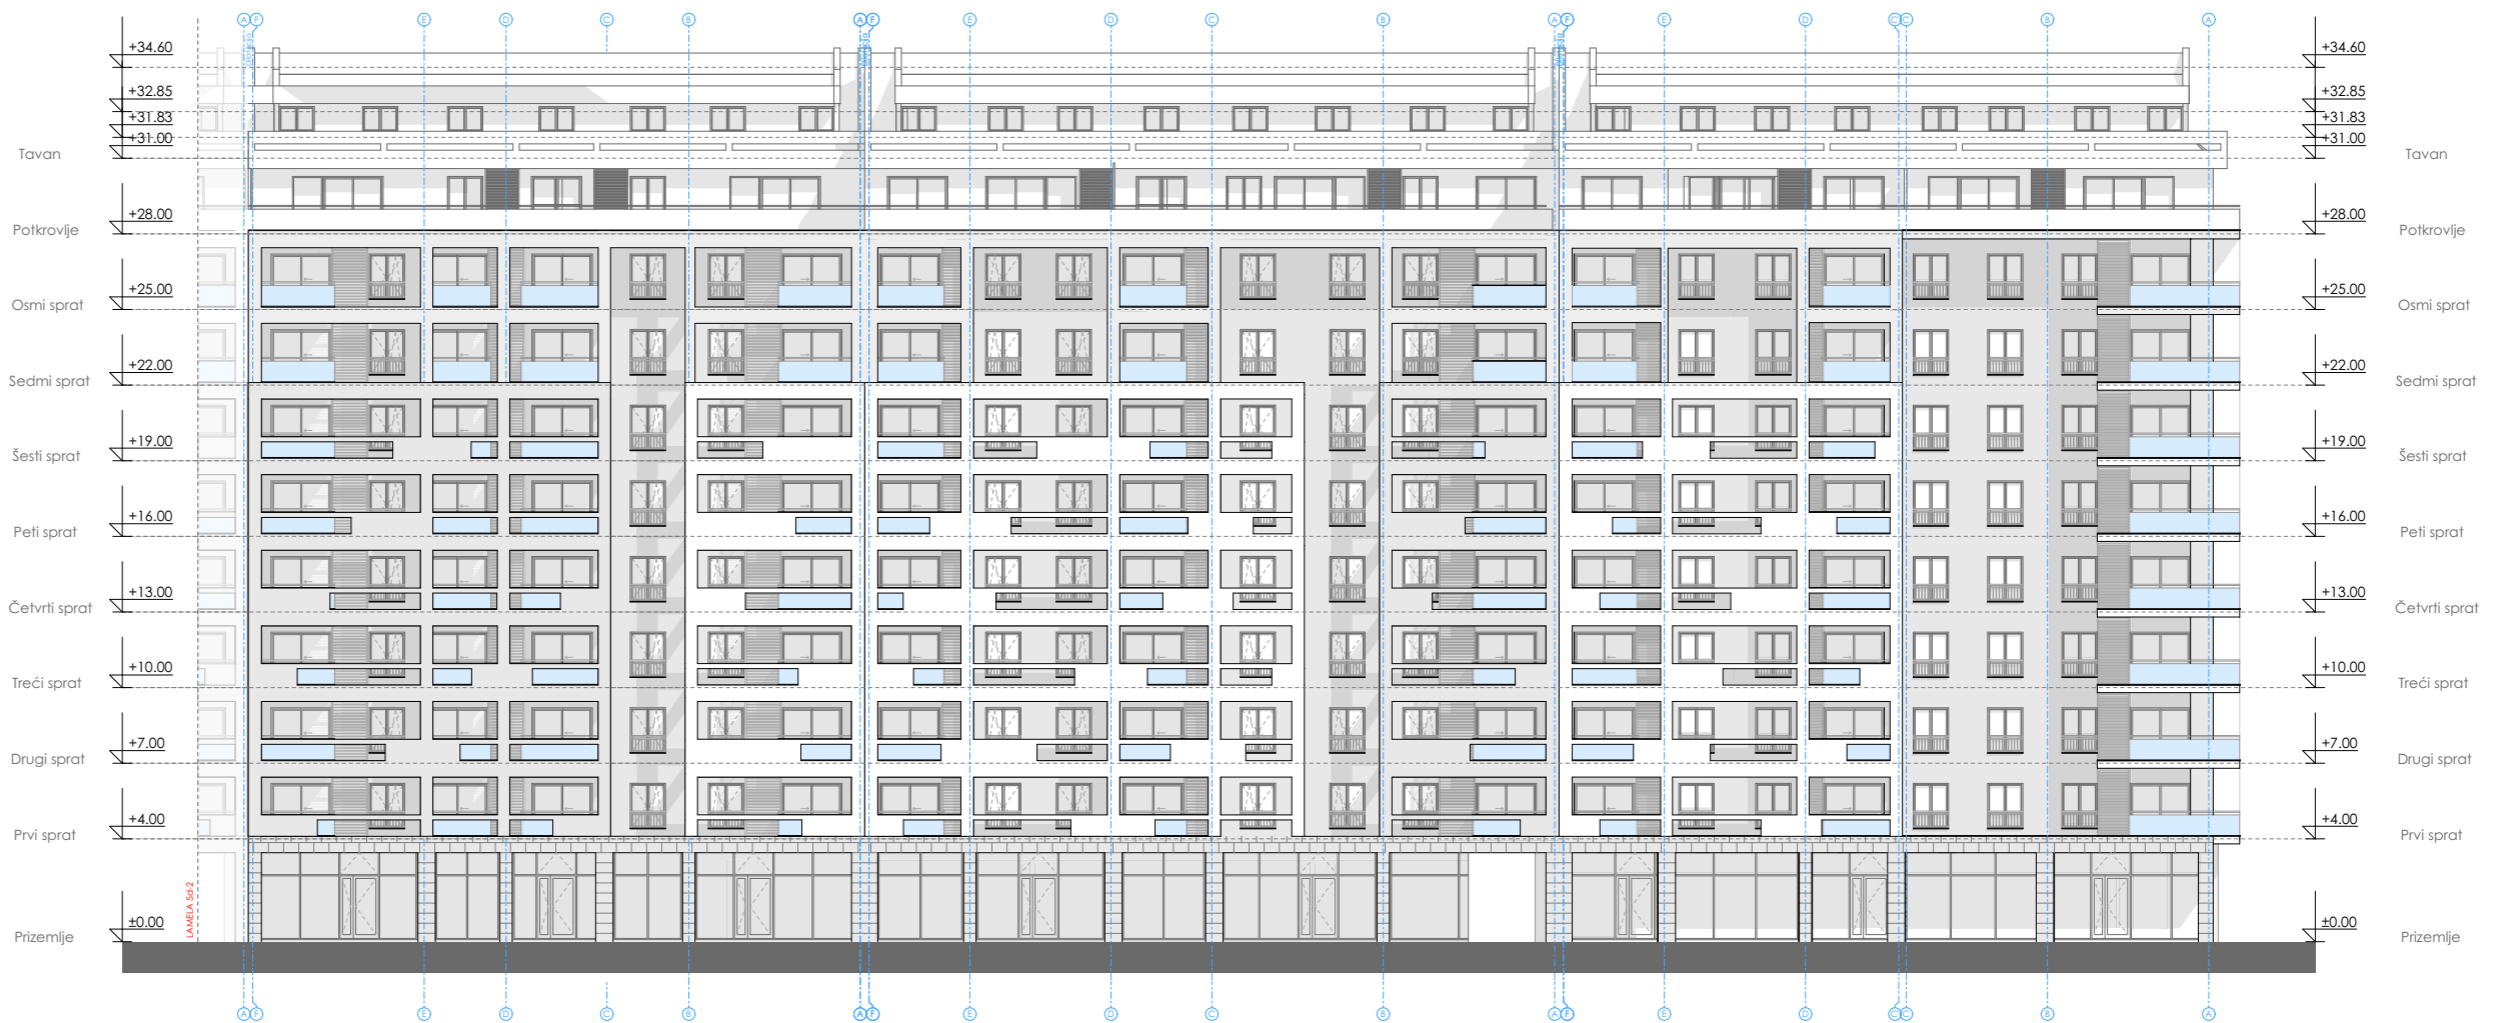 A F E D C B A F E D C B A F E D C C B A
Dilatacija
+34.60 +34.60
+32.85 +32.85
+31.83 +31.83
+31.00 +31.00
Tavan Tavan
+28.00 +28.00
Potkrovlje Potkrovlje
+25.00 +25.00
Osmi sprat Osmi sprat
+22.00 +22.00
Sedmi sprat Sedmi sprat
+19.00 +19.00
Šesti sprat Šesti sprat
+16.00 +16.00
Peti sprat Peti sprat
+13.00 +13.00
Četvrti sprat Četvrti sprat
+10.00 +10.00
Treći sprat Treći sprat
+7.00 +7.00
Drugi sprat Drugi sprat
+4.00 +4.00
Prvi sprat Prvi sprat
LAMELA 5d-2
±0.00 ±0.00
Prizemlje Prizemlje
A F E D C B A F E D C B A F E D C C B A